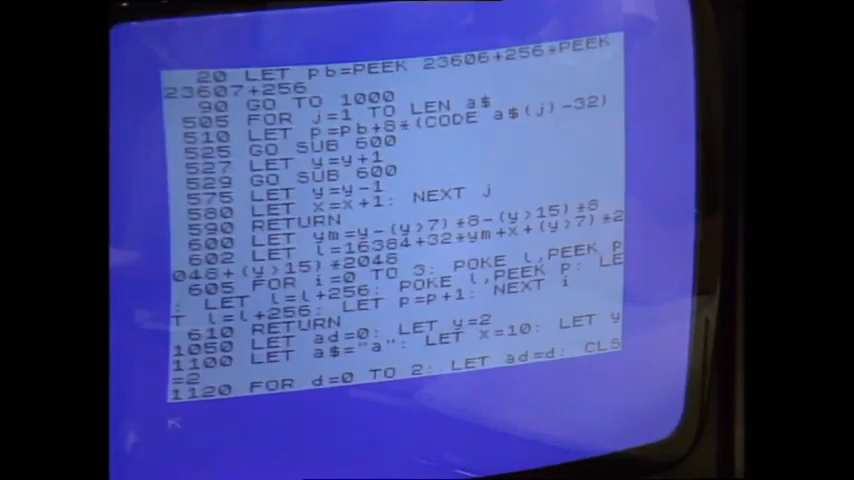 20 LET pb=PEEK 23606+256*PEEK
23607+256
90 GO TO 1000
505 FOR j=1 TO LEN a$
510 LET p=pb+8*(CODE a$(j)-32)
525 GO SUB 600
527 LET y=y+1
529 GO SUB 600
575 LET y=y-1
580 LET x=x+1: NEXT j
590 RETURN
600 LET ym=y-(y>7)*8-(y>15)*8
602 LET l=16384+32*ym+x+(y>7)*2
048+(y>15)*2048
605 FOR i=0 TO 3: POKE l,PEEK p
: LET l=l+256: POKE l,PEEK p: LE
T l=l+256: LET p=p+1: NEXT i
610 RETURN
1050 LET ad=0: LET y=2
1100 LET a$="a": LET x=10: LET y
=2
1120 FOR d=0 TO 2: LET ad=d: CLS
K